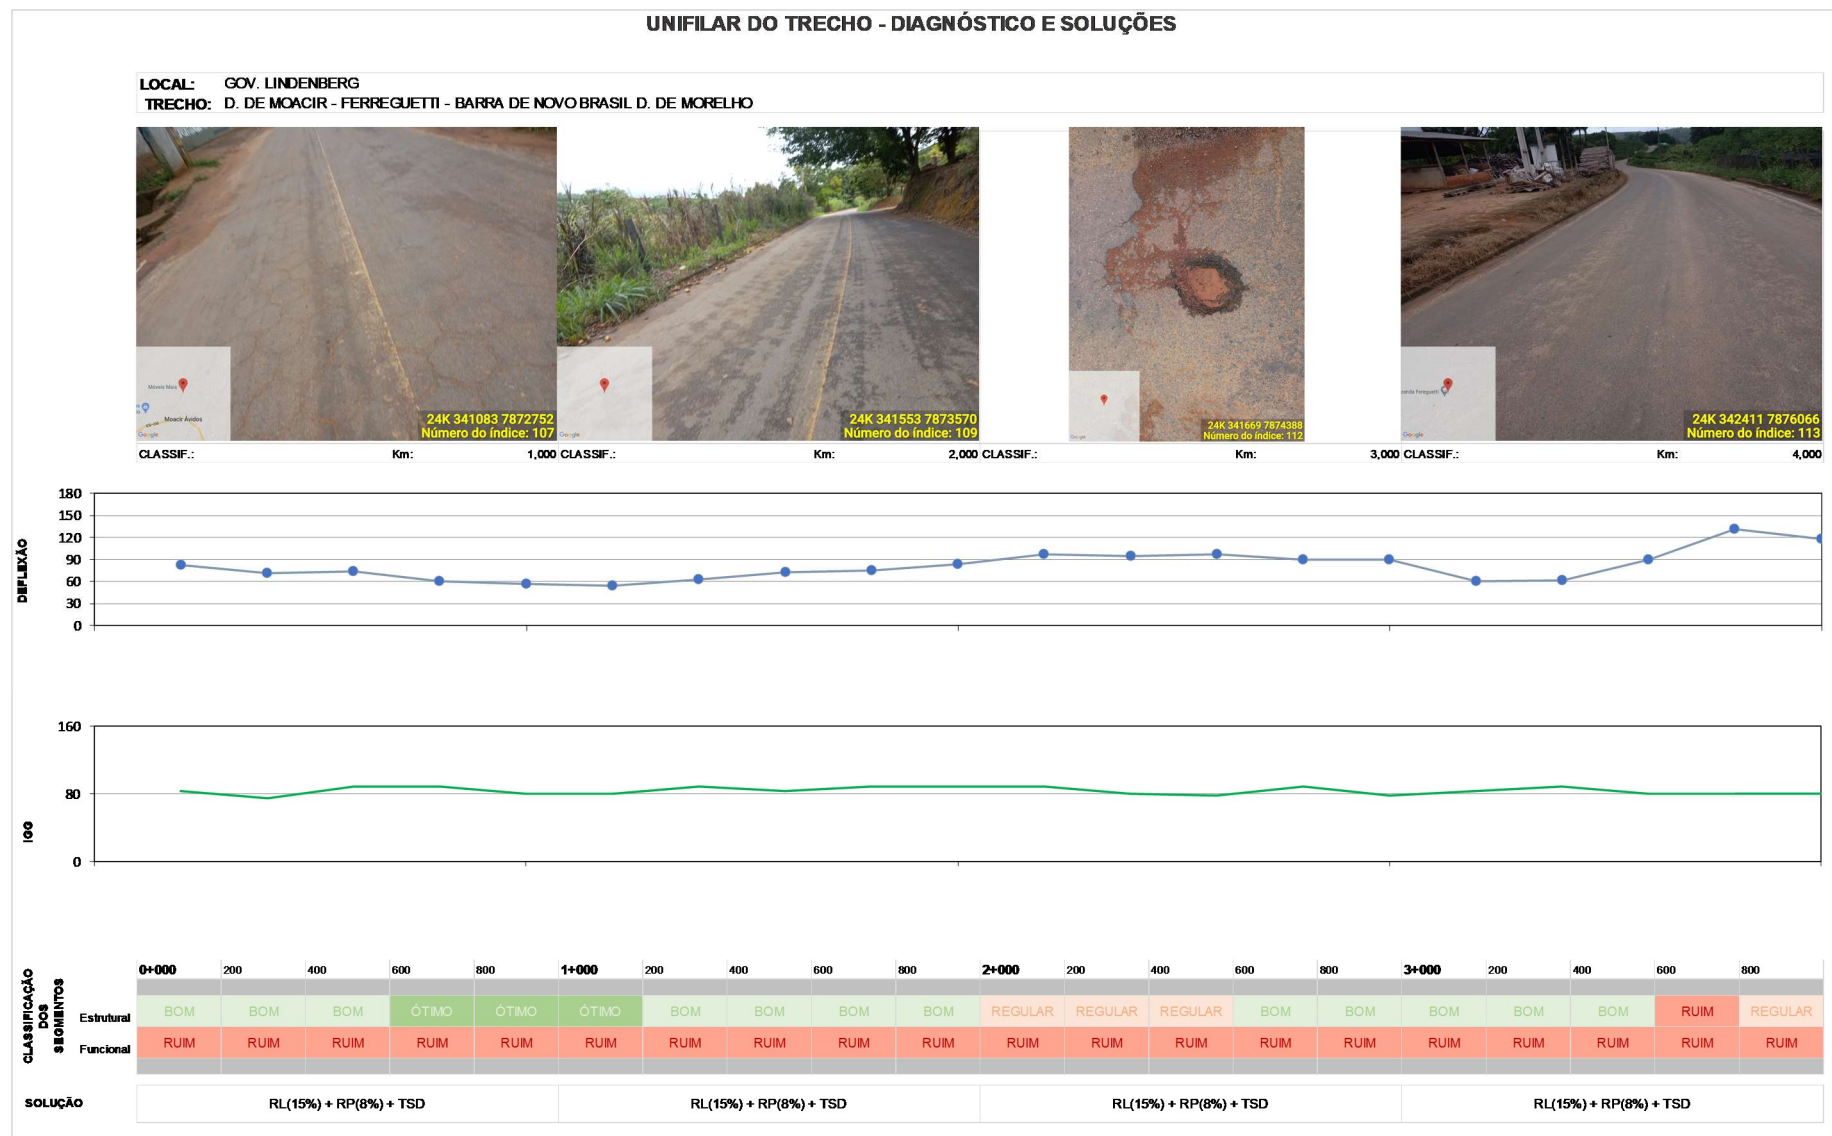 UNIFILAR DO TRECHO - DIAGNÓSTICO E SOLUÇÕES
LOCAL: GOV. LINDENBERG
TRECHO: D. DE MOACIR - FERREGUETTI - BARRA DE NOVO BRASIL D. DE MORELHO
Moacir Ávidos
Google
24K 341083 7872752
Número do índice: 107
Google
24K 341553 7873570
Número do índice: 109
Google
24K 341669 7874388
Número do índice: 112
Google
24K 342411 7876066
Número do índice: 113
CLASSIF.: Km: 1,000 CLASSIF.: Km: 2,000 CLASSIF.: Km: 3,000 CLASSIF.: Km: 4,000
DEFLEXÃO
180
150
120
90
60
30
0
IGG
160
80
0
CLASSIFICAÇÃO
DOS
SEGMENTOS
0+000 200 400 600 800 1+000 200 400 600 800 2+000 200 400 600 800 3+000 200 400 600 800
Estrutural BOM BOM BOM ÓTIMO ÓTIMO ÓTIMO BOM BOM BOM BOM REGULAR REGULAR REGULAR BOM BOM BOM BOM BOM RUIM REGULAR
Funcional RUIM RUIM RUIM RUIM RUIM RUIM RUIM RUIM RUIM RUIM RUIM RUIM RUIM RUIM RUIM RUIM RUIM RUIM RUIM RUIM
SOLUÇÃO RL(15%) + RP(8%) + TSD RL(15%) + RP(8%) + TSD RL(15%) + RP(8%) + TSD RL(15%) + RP(8%) + TSD